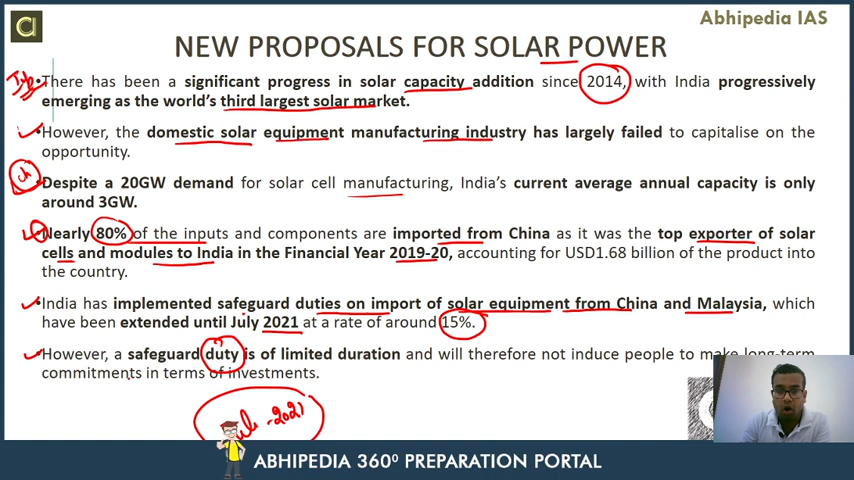 Abhipedia IAS
a
NEW PROPOSALS FOR SOLAR POWER
•There has been a significant progress in solar capacity addition since 2014, with India progressively
emerging as the world's third largest solar market.
•However, the domestic solar equipment manufacturing industry has largely failed to capitalise on the
opportunity.
•Despite a 20GW demand for solar cell manufacturing, India's current average annual capacity is only
around 3GW.
•Nearly 80% of the inputs and components are imported from China as it was the top exporter of solar
cells and modules to India in the Financial Year 2019-20, accounting for USD1.68 billion of the product into
the country.
•India has implemented safeguard duties on import of solar equipment from China and Malaysia, which
have been extended until July 2021 at a rate of around 15%.
•However, a safeguard duty is of limited duration and will therefore not induce people to make long-term
commitments in terms of investments.
-2021
ABHIPEDIA 360⁰ PREPARATION PORTAL